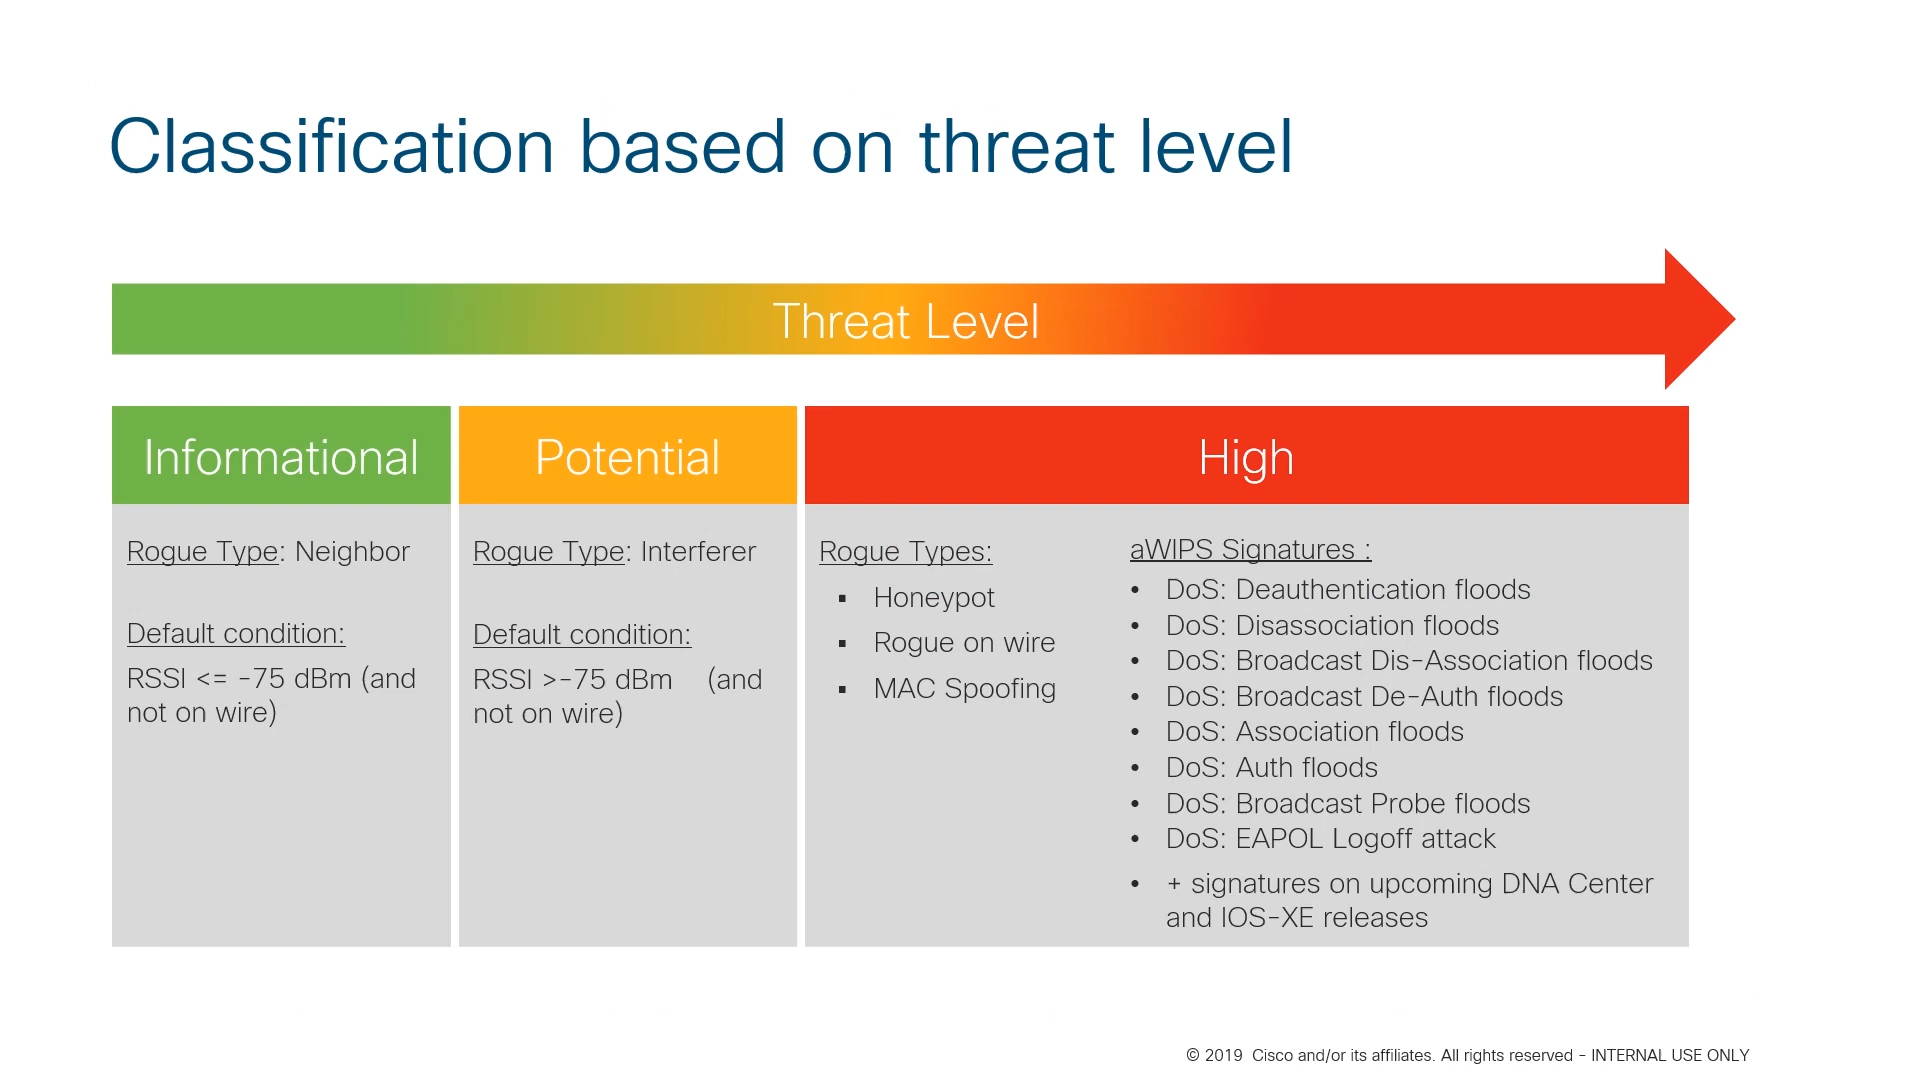 Classification based on threat level
Threat Level
Informational
Rogue Type: Neighbor
Default condition:
RSSI <= -75 dBm (and
not on wire)
Potential
Rogue Type: Interferer
Default condition:
RSSI >-75 dBm (and
not on wire)
High
Rogue Types:
▪ Honeypot
▪ Rogue on wire
▪ MAC Spoofing
aWIPS Signatures :
• DoS: Deauthentication floods
• DoS: Disassociation floods
• DoS: Broadcast Dis-Association floods
• DoS: Broadcast De-Auth floods
• DoS: Association floods
• DoS: Auth floods
• DoS: Broadcast Probe floods
• DoS: EAPOL Logoff attack
• + signatures on upcoming DNA Center
and IOS-XE releases
© 2019 Cisco and/or its affiliates. All rights reserved - INTERNAL USE ONLY